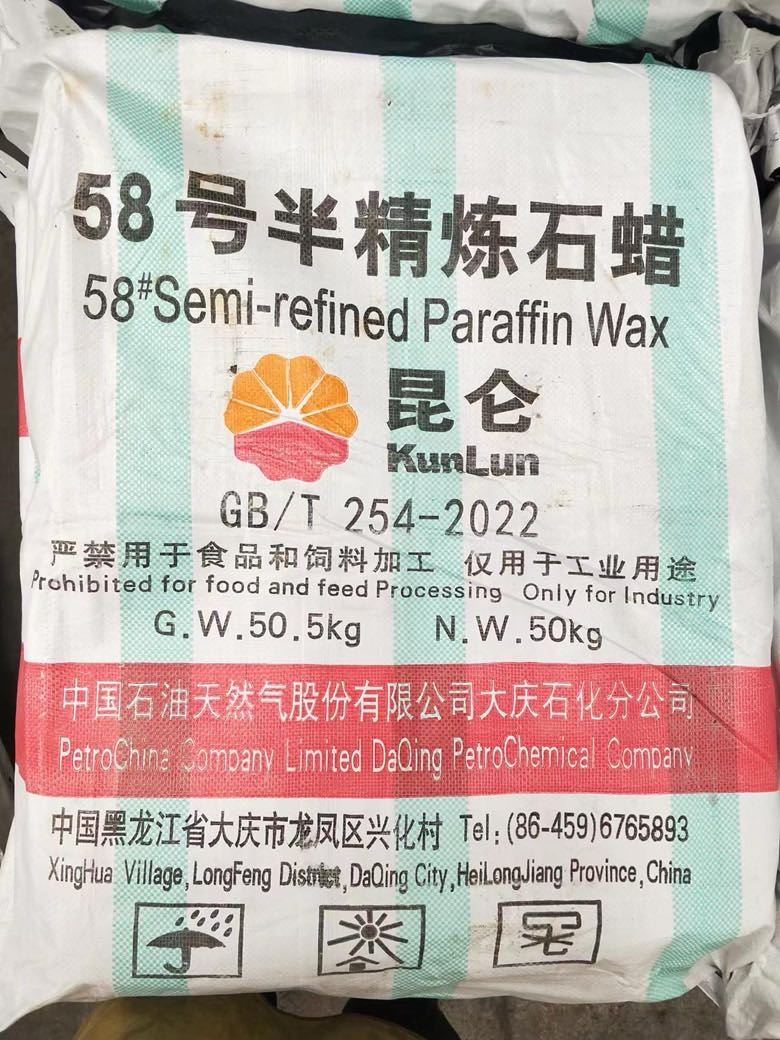 58号半精炼石蜡
58#Semi-refined Paraffin Wax
昆仑
KunLun
GB/T 254-2022
严禁用于食品和饲料加工 仅用于工业用途
Prohibited for food and feed Processing Only for Industry
G.W.50.5kg N.W.50kg
中国石油天然气股份有限公司大庆石化分公司
PetroChina Company Limited DaQing PetroChemical Company
中国黑龙江省大庆市龙凤区兴化村 Tel:(86-459)6765893
XingHua Village,LongFeng District,DaQing City,HeiLongJiang Province,China